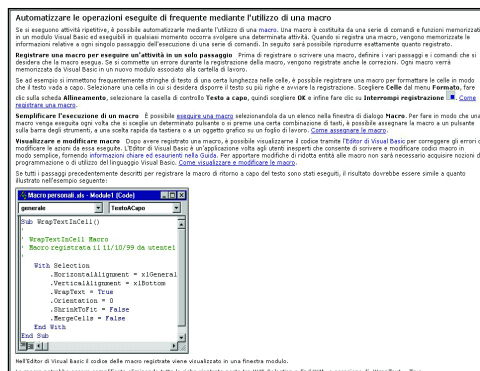 Automatizzare le operazioni eseguite di frequente mediante l'utilizzo di una macro
Se si eseguono attività ripetitive, è possibile automatizzarle mediante l'utilizzo di una macro. Una macro è costituita da una serie di comandi e funzioni memorizzati
in un modulo Visual Basic ed eseguibili in qualsiasi momento occorra svolgere una determinata attività. Quando si registra una macro, vengono memorizzate le
informazioni relative a ogni singolo passaggio dell'esecuzione di una serie di comandi. In seguito sarà possibile riprodurre esattamente quanto registrato.
Registrare una macro per eseguire un'attività in un solo passaggio Prima di registrare o scrivere una macro, definire i vari passaggi e i comandi che si
desidera che la macro esegua. Se si commette un errore durante la registrazione della macro, vengono registrate anche le correzioni. Ogni macro verrà
memorizzata da Visual Basic in un nuovo modulo associato alla cartella di lavoro.
Se ad esempio si immettono frequentemente stringhe di testo di una certa lunghezza nelle celle, è possibile registrare una macro per formattare le celle in modo
che il testo vada a capo. Selezionare una cella in cui si desidera disporre il testo su più righe e avviare la registrazione. Scegliere Celle dal menu Formato, fare
clic sulla scheda Allineamento, selezionare la casella di controllo Testo a capo, quindi scegliere OK e infine fare clic su Interrompi registrazione . Come
registrare una macro.
Semplificare l'esecuzione di un macro È possibile eseguire una macro selezionandola da un elenco nella finestra di dialogo Macro. Per fare in modo che una
macro venga eseguita ogni volta che si sceglie un determinato pulsante o si preme una certa combinazione di tasti, è possibile assegnare la macro a un pulsante
sulla barra degli strumenti, a una scelta rapida da tastiera o a un oggetto grafico su un foglio di lavoro. Come assegnare le macro.
Visualizzare e modificare macro Dopo avere registrato una macro, è possibile visualizzarne il codice tramite l'Editor di Visual Basic per correggere gli errori o
modificare le azioni da essa eseguite. L'Editor di Visual Basic è un'applicazione volta agli utenti inesperti che consente di scrivere e modificare codici macro in
modo semplice, fornendo informazioni chiare ed esaurienti nella Guida. Per apportare modifiche di ridotta entità alle macro non sarà necessario acquisire nozioni di
programmazione o di utilizzo del linguaggio Visual Basic. Come visualizzare e modificare le macro.
Se tutti i passaggi precedentemente descritti per registrare la macro di ritorno a capo del testo sono stati eseguiti, il risultato dovrebbe essere simile a quanto
illustrato nell'esempio seguente:
Macro personali .xls - Module1 (Code)
generale TestoACapo
Sub WrapTextInCell()
'
' WrapTextInCell Macro
' Macro registrata il 11/10/99 da utente1
'
With Selection
.HorizontalAlignment = xlGeneral
.VerticalAlignment = xlBottom
.WrapText = True
.Orientation = 0
.ShrinkToFit = False
.MergeCells = False
End With
End Sub
Nell'Editor di Visual Basic il codice delle macro registrate viene visualizzato in una finestra modulo.